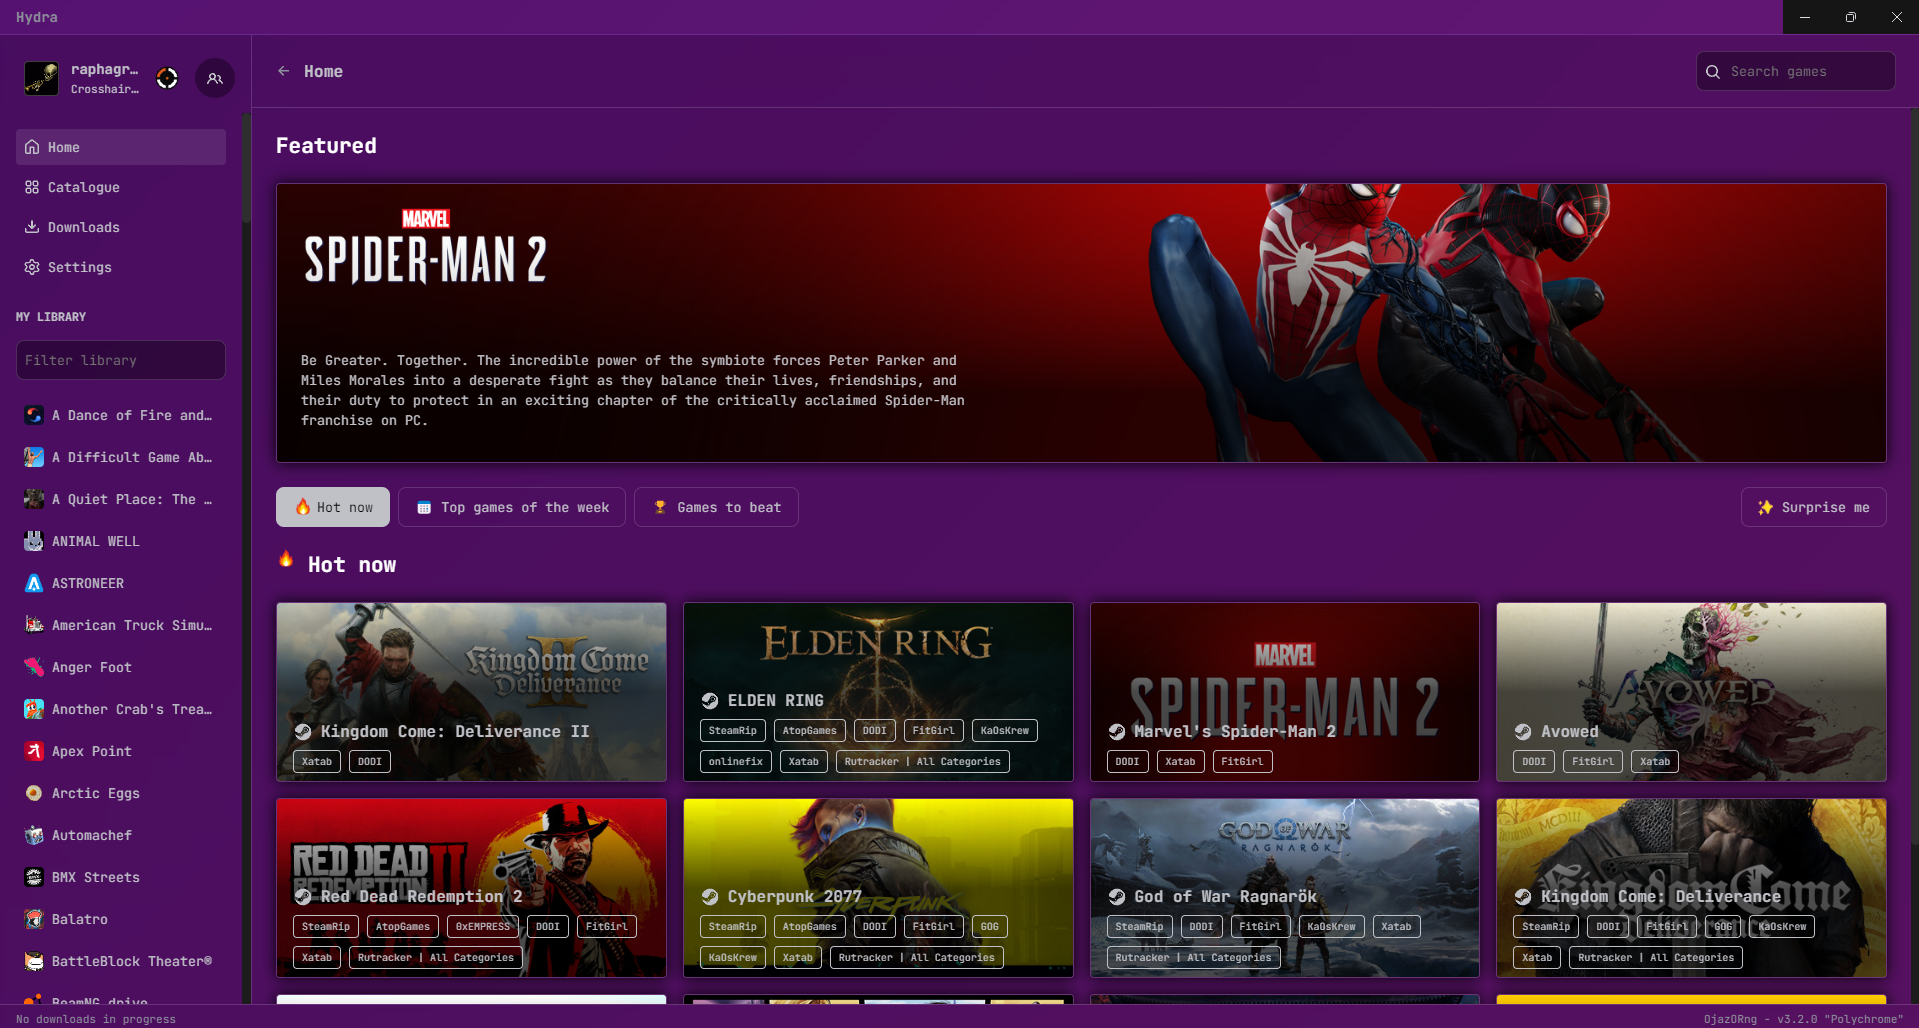 Hydra
raphagr…
Crosshair…
Home
Search games
Home
Catalogue
Downloads
Settings
MY LIBRARY
Filter library
A Dance of Fire and…
A Difficult Game Ab…
A Quiet Place: The …
ANIMAL WELL
ASTRONEER
American Truck Simu…
Anger Foot
Another Crab's Trea…
Apex Point
Arctic Eggs
Automachef
BMX Streets
Balatro
BattleBlock Theater®
BeamNG.drive
Featured
MARVEL
SPIDER-MAN 2
Be Greater. Together. The incredible power of the symbiote forces Peter Parker and
Miles Morales into a desperate fight as they balance their lives, friendships, and
their duty to protect in an exciting chapter of the critically acclaimed Spider-Man
franchise on PC.
Hot now
Top games of the week
Games to beat
Surprise me
Hot now
Kingdom Come
II
Deliverance
Kingdom Come: Deliverance II
Xatab DODI
ELDEN RING
ELDEN RING
SteamRip AtopGames DODI FitGirl KaOsKrew
onlinefix Xatab Rutracker | All Categories
MARVEL
SPIDER-MAN 2
Marvel's Spider-Man 2
DODI Xatab FitGirl
AVOWED
Avowed
DODI FitGirl Xatab
RED DEAD
REDEMPTION II
Red Dead Redemption 2
SteamRip AtopGames 0xEMPRESS DODI FitGirl
Xatab Rutracker | All Categories
CYBERPUNK
Cyberpunk 2077
SteamRip AtopGames DODI FitGirl GOG
KaOsKrew Xatab Rutracker | All Categories
GOD OF WAR
RAGNARÖK
God of War Ragnarök
SteamRip DODI FitGirl KaOsKrew Xatab
Rutracker | All Categories
Kingdom Come
Deliverance
Kingdom Come: Deliverance
SteamRip DODI FitGirl GOG KaOsKrew
Xatab Rutracker | All Categories
No downloads in progress
OjazORng - v3.2.0 "Polychrome"